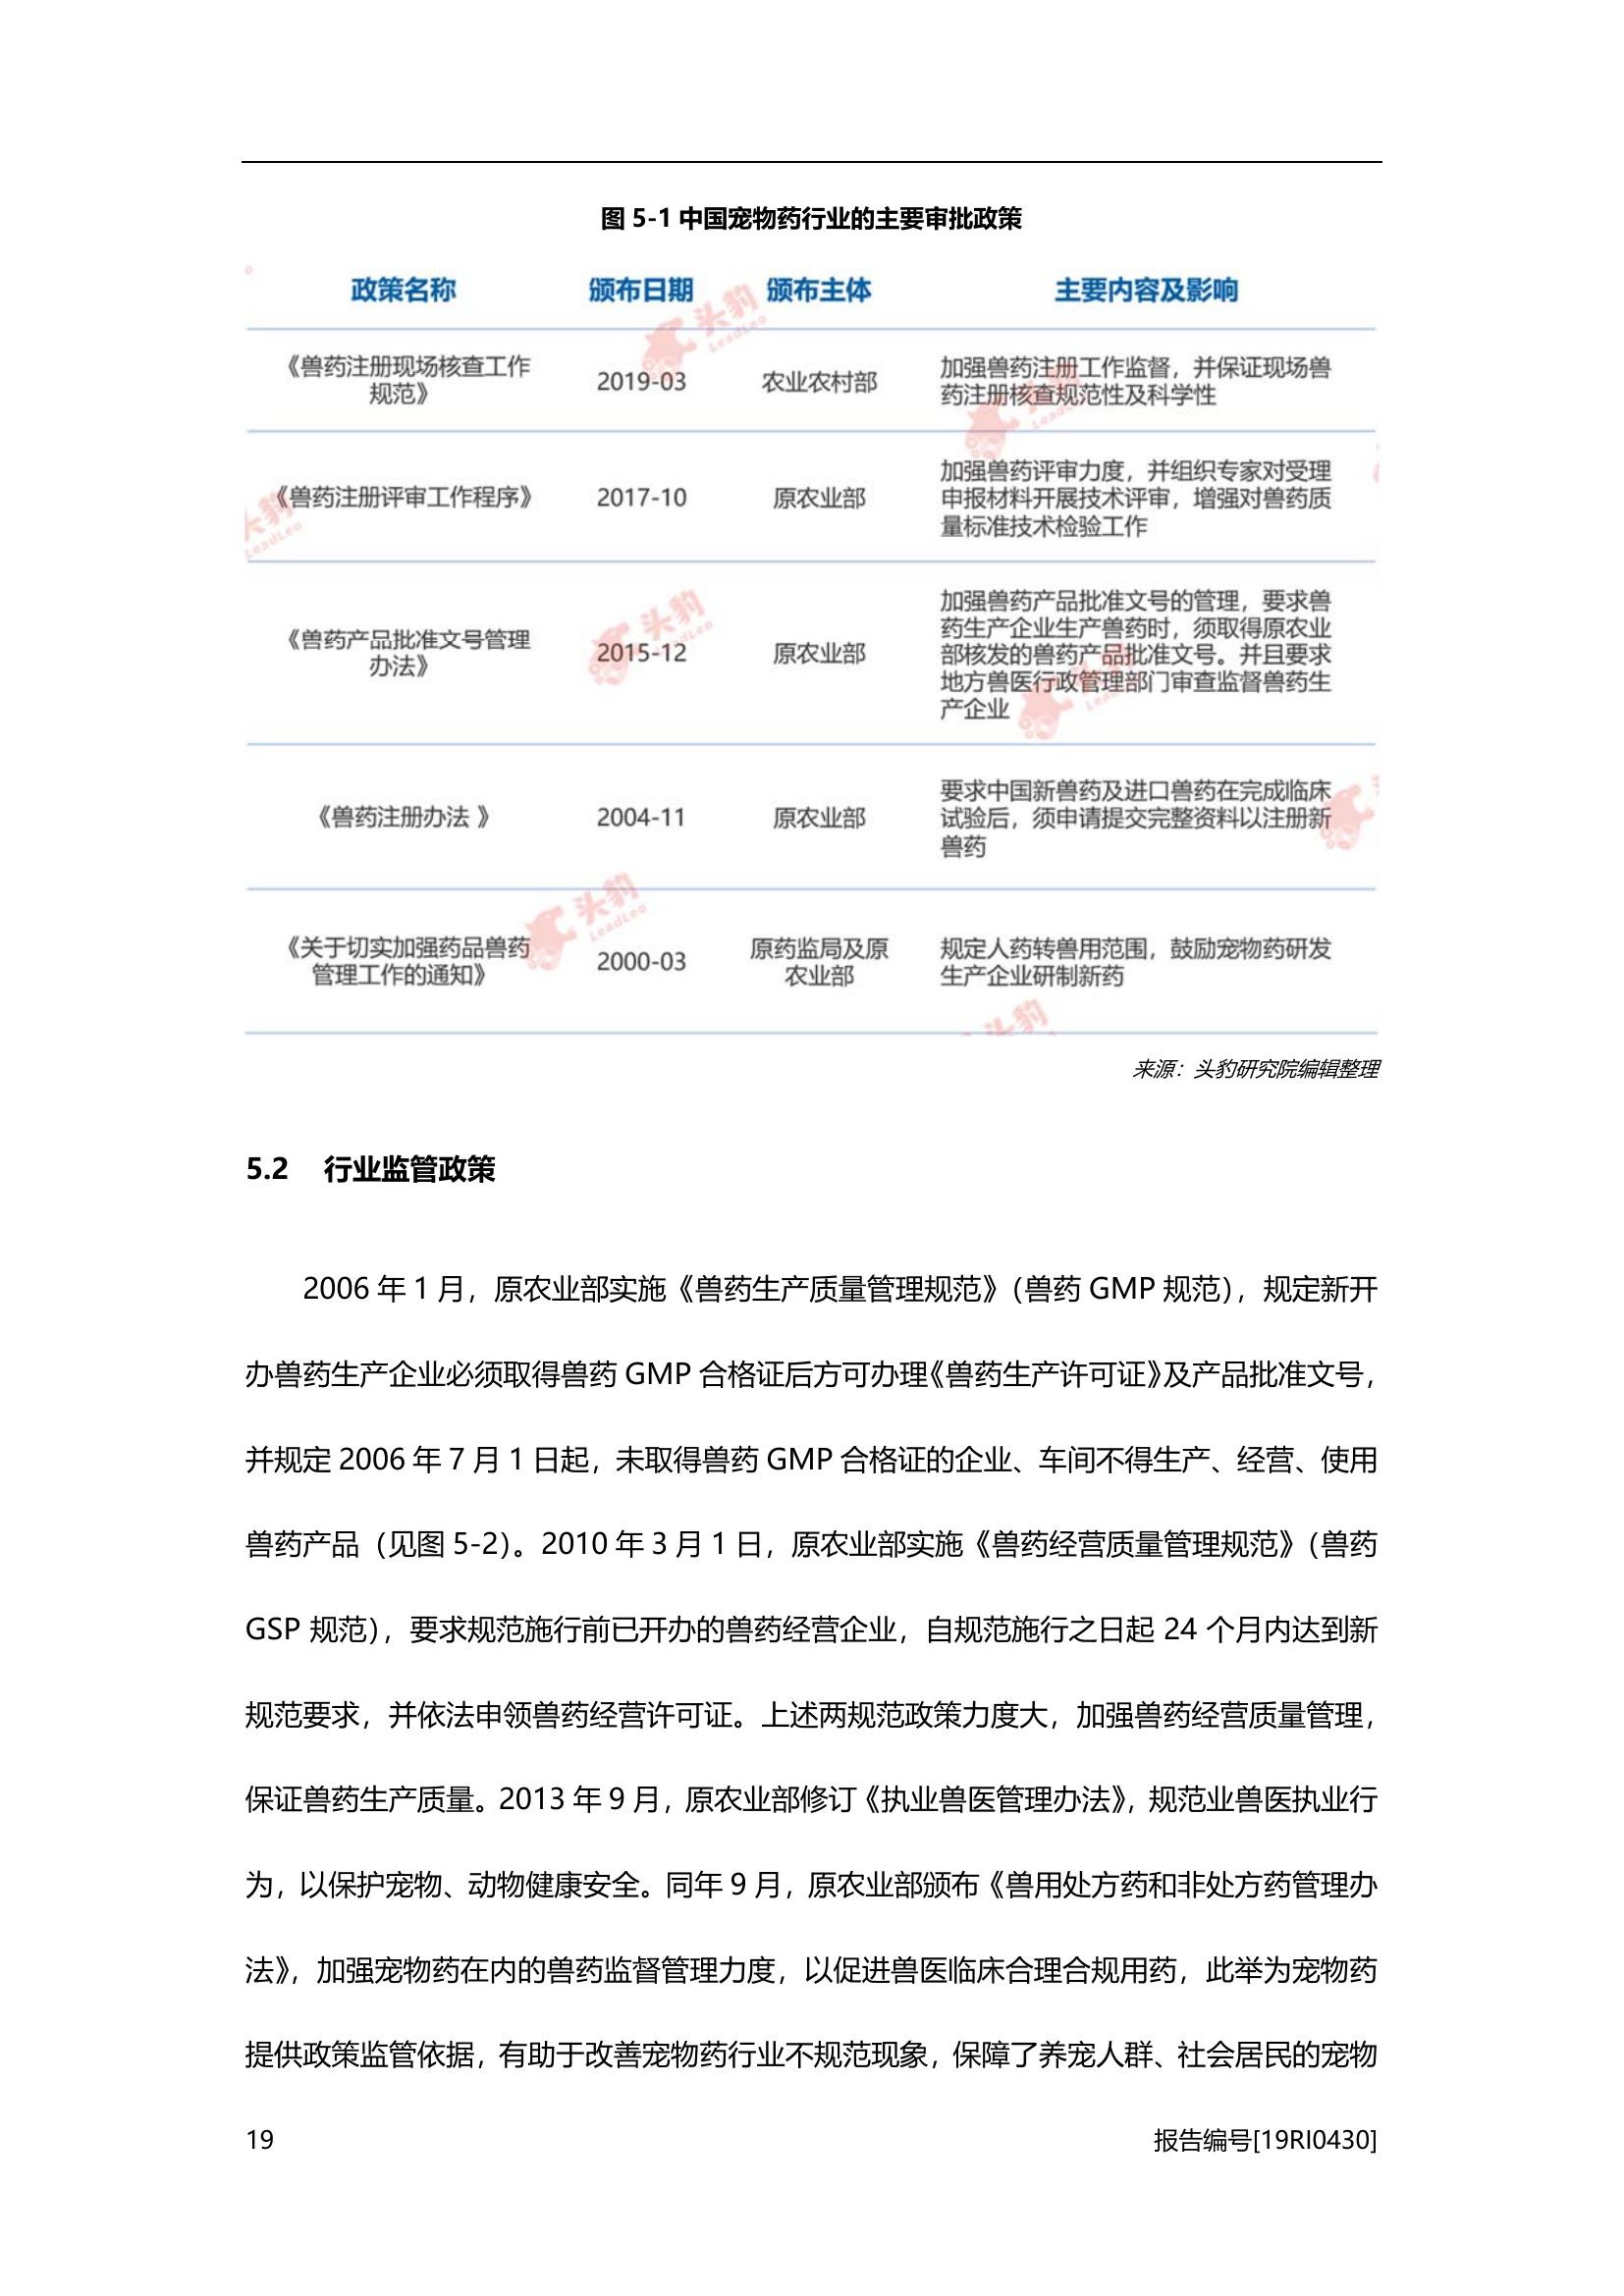 图 5-1 中国宠物药行业的主要审批政策
政策名称 颁布日期 颁布主体 主要内容及影响
《兽药注册现场核查工作
规范》
2019-03
农业农村部
加强兽药注册工作监督，并保证现场兽
药注册核查规范性及科学性
《兽药注册评审工作程序》
2017-10
原农业部
加强兽药评审力度，并组织专家对受理
申报材料开展技术评审，增强对兽药质
量标准技术检验工作
《兽药产品批准文号管理
办法》
2015-12
原农业部
加强兽药产品批准文号的管理，要求兽
药生产企业生产兽药时，须取得原农业
部核发的兽药产品批准文号。并且要求
地方兽医行政管理部门审查监督兽药生
产企业
《兽药注册办法 》
2004-11
原农业部
要求中国新兽药及进口兽药在完成临床
试验后，须申请提交完整资料以注册新
兽药
《关于切实加强药品兽药
管理工作的通知》
2000-03
原药监局及原
农业部
规定人药转兽用范围，鼓励宠物药研发
生产企业研制新药
来源：头豹研究院编辑整理
5.2 行业监管政策
2006 年 1 月，原农业部实施《兽药生产质量管理规范》（兽药 GMP 规范），规定新开
办兽药生产企业必须取得兽药 GMP 合格证后方可办理《兽药生产许可证》及产品批准文号，
并规定 2006 年 7 月 1 日起，未取得兽药 GMP 合格证的企业、车间不得生产、经营、使用
兽药产品（见图 5-2）。2010 年 3 月 1 日，原农业部实施《兽药经营质量管理规范》（兽药
GSP 规范），要求规范施行前已开办的兽药经营企业，自规范施行之日起 24 个月内达到新
规范要求，并依法申领兽药经营许可证。上述两规范政策力度大，加强兽药经营质量管理，
保证兽药生产质量。2013 年 9 月，原农业部修订《执业兽医管理办法》，规范业兽医执业行
为，以保护宠物、动物健康安全。同年 9 月，原农业部颁布《兽用处方药和非处方药管理办
法》，加强宠物药在内的兽药监督管理力度，以促进兽医临床合理合规用药，此举为宠物药
提供政策监管依据，有助于改善宠物药行业不规范现象，保障了养宠人群、社会居民的宠物
19 报告编号[19RI0430]